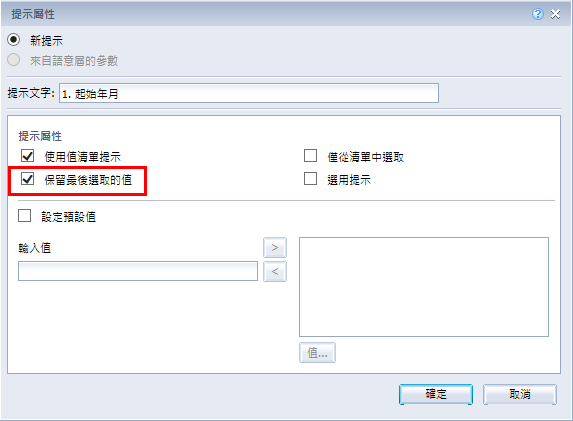 提示屬性
新提示
來自語意層的參數
提示文字: 1. 起始年月
提示屬性
使用值清單提示
僅從清單中選取
保留最後選取的值
選用提示
設定預設值
輸入值
>
<
值...
確定
取消